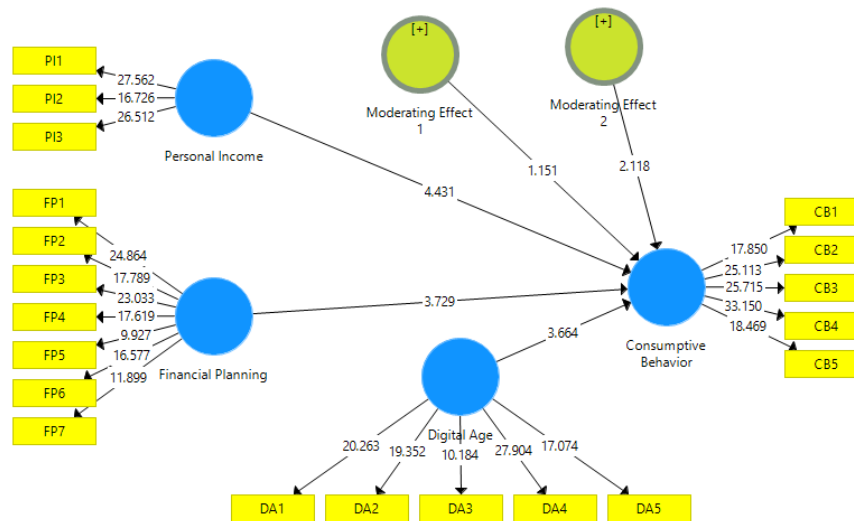 [+]
[+]
PI1
27.562
PI2
16.726
PI3
26.512
Personal Income
Moderating Effect
1
Moderating Effect
2
1.151
2.118
4.431
FP1
FP2
FP3
FP4
FP5
FP6
FP7
24.864
17.789
23.033
17.619
9.927
16.577
11.899
Financial Planning
3.729
3.664
CB1
CB2
CB3
CB4
CB5
17.850
25.113
25.715
33.150
18.469
Consumptive
Behavior
Digital Age
20.263
19.352
10.184
27.904
17.074
DA1
DA2
DA3
DA4
DA5